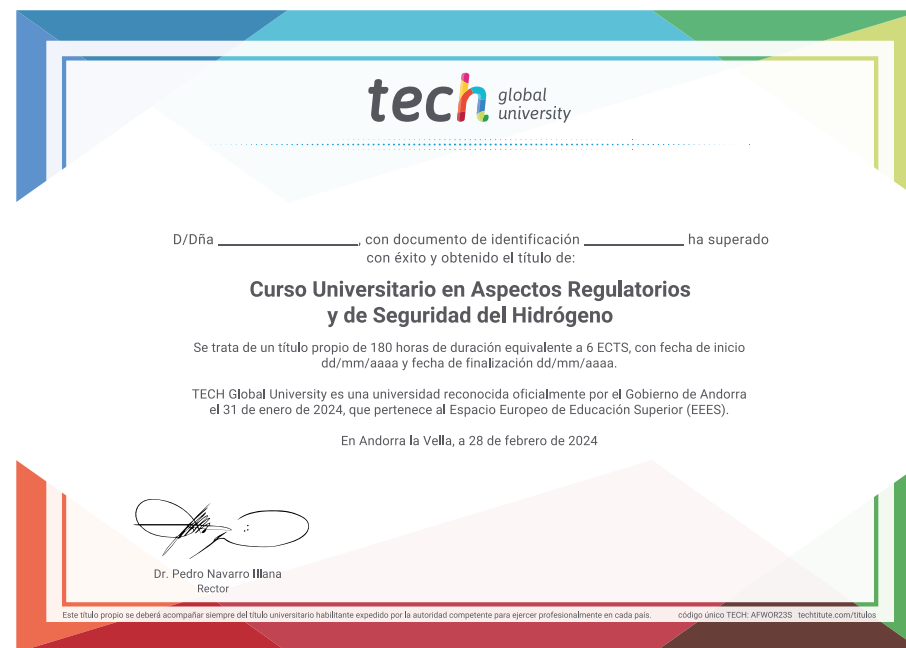 tech global
university
D/Dña ______________, con documento de identificación __________ ha superado
con éxito y obtenido el título de:
Curso Universitario en Aspectos Regulatorios
y de Seguridad del Hidrógeno
Se trata de un título propio de 180 horas de duración equivalente a 6 ECTS, con fecha de inicio
dd/mm/aaaa y fecha de finalización dd/mm/aaaa.
TECH Global University es una universidad reconocida oficialmente por el Gobierno de Andorra
el 31 de enero de 2024, que pertenece al Espacio Europeo de Educación Superior (EEES).
En Andorra la Vella, a 28 de febrero de 2024
Dr. Pedro Navarro Illana
Rector
Este título propio se deberá acompañar siempre del título universitario habilitante expedido por la autoridad competente para ejercer profesionalmente en cada país. código único TECH: AFWOR23S techtitute.com/titulos